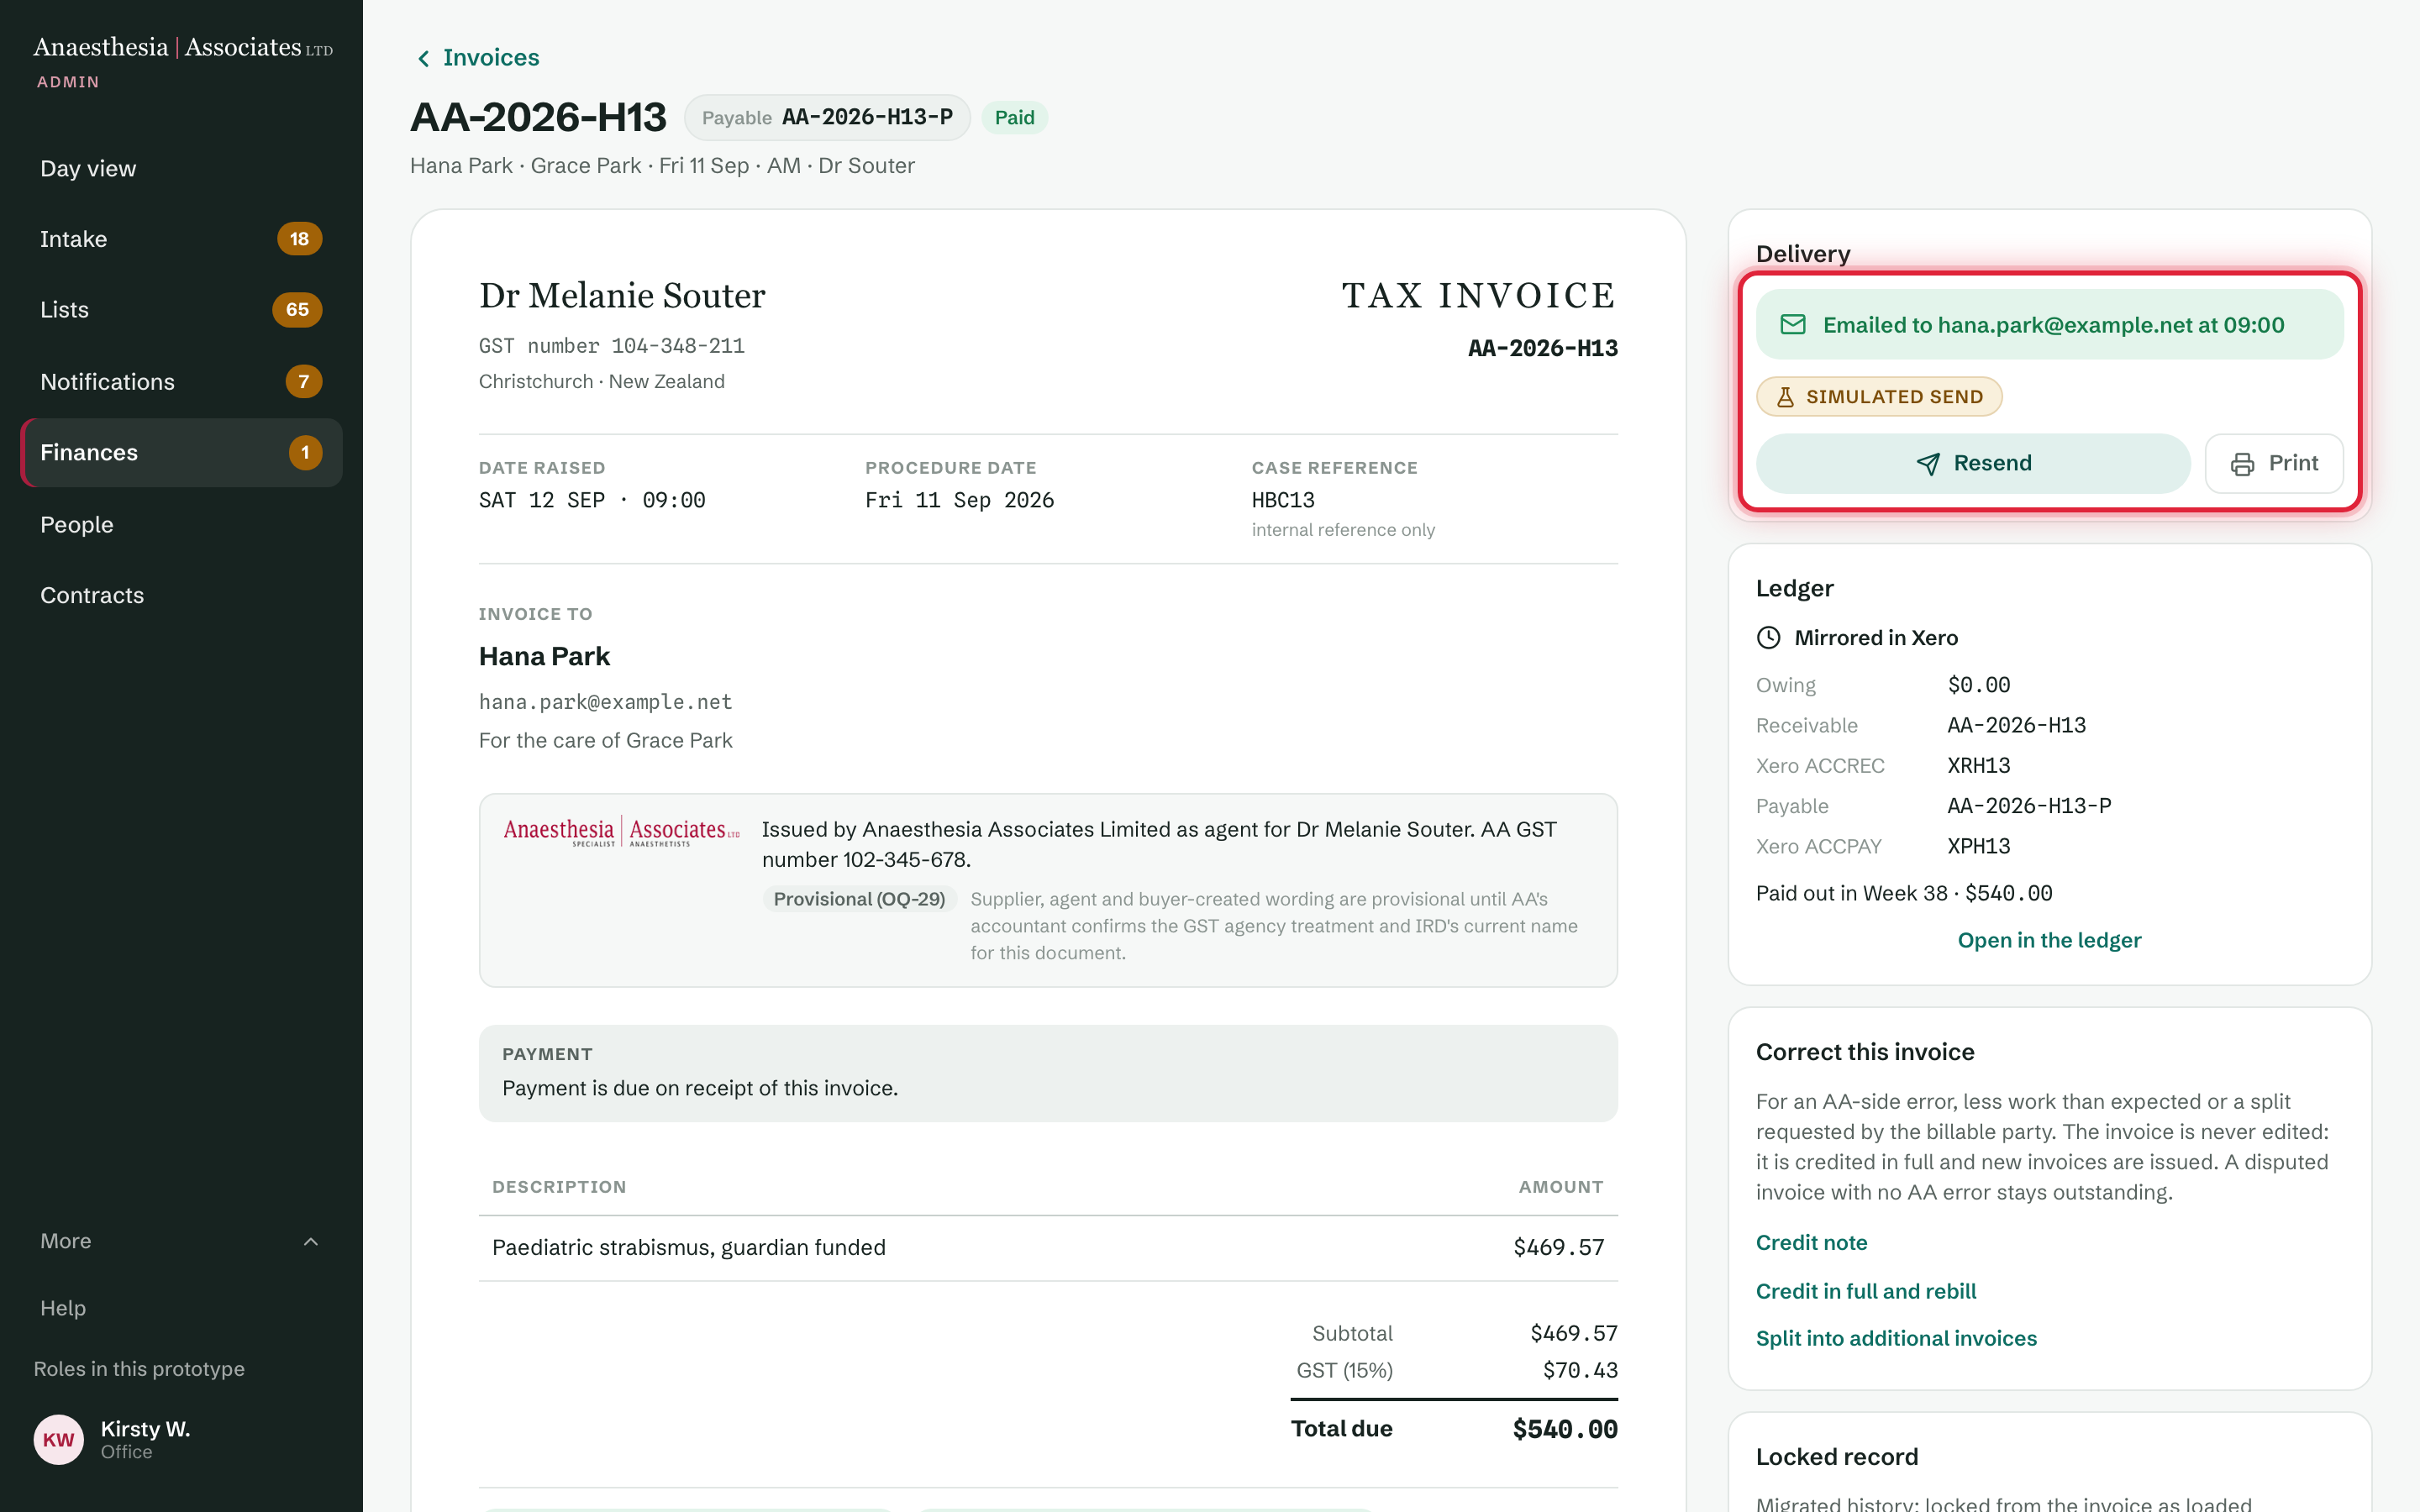 Anaesthesia | Associates LTD
ADMIN
Day view
Intake 18
Lists 65
Notifications 7
Finances 1
People
Contracts
More
Help
Roles in this prototype
KW
Kirsty W.
Office
Invoices
AA-2026-H13 Payable AA-2026-H13-P Paid
Hana Park · Grace Park · Fri 11 Sep · AM · Dr Souter
Dr Melanie Souter
GST number 104-348-211
Christchurch · New Zealand
TAX INVOICE
AA-2026-H13
DATE RAISED
SAT 12 SEP · 09:00
PROCEDURE DATE
Fri 11 Sep 2026
CASE REFERENCE
HBC13
internal reference only
INVOICE TO
Hana Park
hana.park@example.net
For the care of Grace Park
Anaesthesia | Associates LTD
SPECIALIST ANAESTHETISTS
Issued by Anaesthesia Associates Limited as agent for Dr Melanie Souter. AA GST
number 102-345-678.
Provisional (OQ-29)
Supplier, agent and buyer-created wording are provisional until AA's
accountant confirms the GST agency treatment and IRD's current name
for this document.
PAYMENT
Payment is due on receipt of this invoice.
DESCRIPTION AMOUNT
Paediatric strabismus, guardian funded $469.57
Subtotal $469.57
GST (15%) $70.43
Total due $540.00
Delivery
Emailed to hana.park@example.net at 09:00
SIMULATED SEND
Resend
Print
Ledger
Mirrored in Xero
Owing $0.00
Receivable AA-2026-H13
Xero ACCREC XRH13
Payable AA-2026-H13-P
Xero ACCPAY XPH13
Paid out in Week 38 · $540.00
Open in the ledger
Correct this invoice
For an AA-side error, less work than expected or a split
requested by the billable party. The invoice is never edited:
it is credited in full and new invoices are issued. A disputed
invoice with no AA error stays outstanding.
Credit note
Credit in full and rebill
Split into additional invoices
Locked record
Migrated history: locked from the invoice as loaded